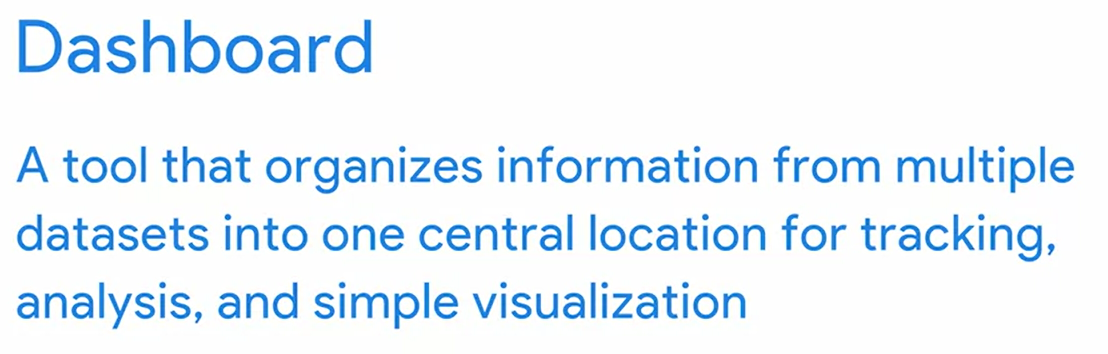 Dashboard
A tool that organizes information from multiple
datasets into one central location for tracking,
analysis, and simple visualization